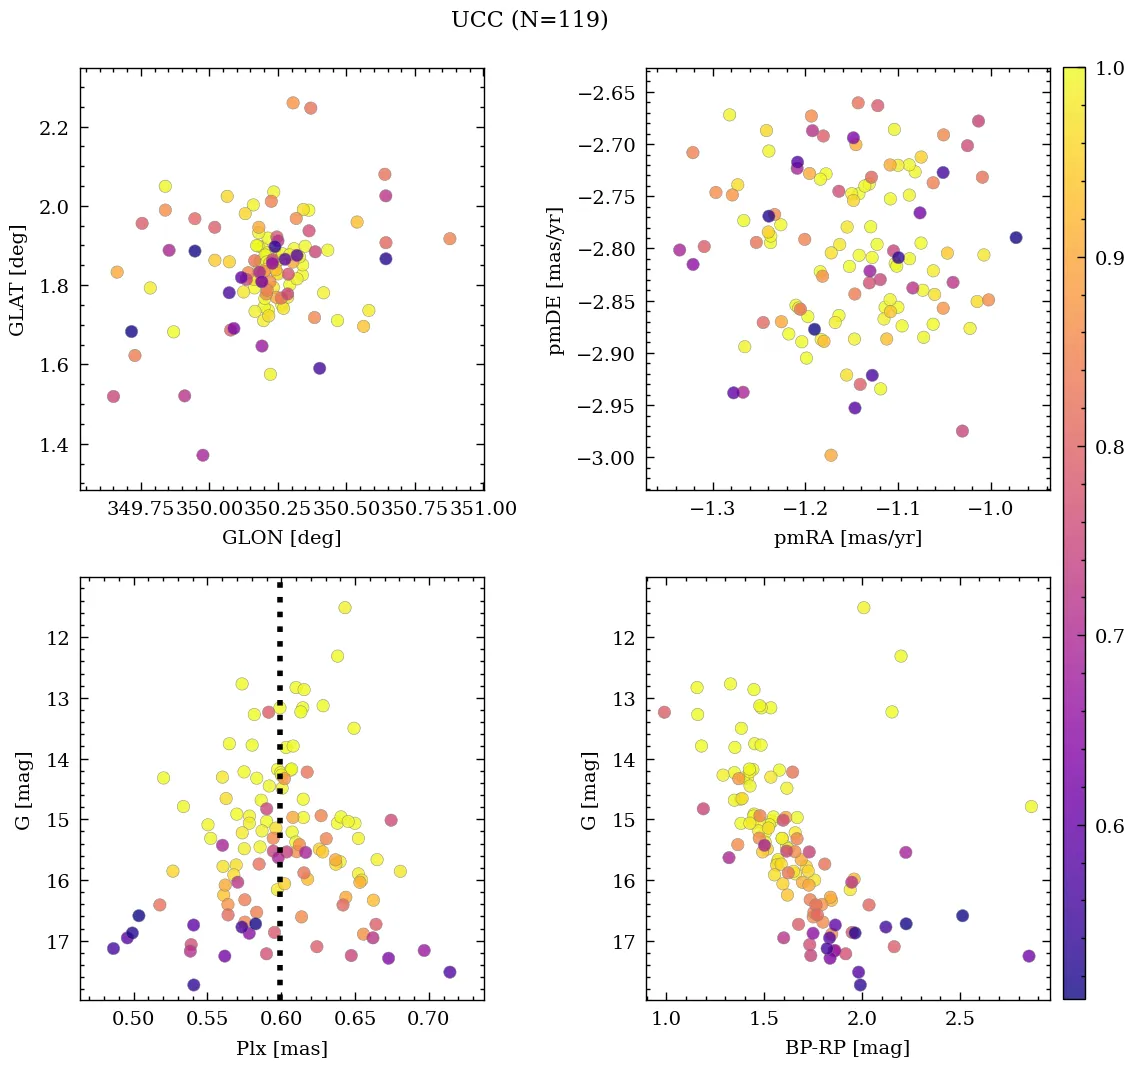 UCC (N=119)
2.2
2.0
1.8
1.6
1.4
GLAT [deg]
349.75 350.00 350.25 350.50 350.75 351.00
GLON [deg]
−2.65
−2.70
−2.75
−2.80
−2.85
−2.90
−2.95
−3.00
pmDE [mas/yr]
−1.3 −1.2 −1.1 −1.0
pmRA [mas/yr]
1.0
0.9
0.8
0.7
0.6
12
13
14
15
16
17
G [mag]
0.50 0.55 0.60 0.65 0.70
Plx [mas]
12
13
14
15
16
17
G [mag]
1.0 1.5 2.0 2.5
BP-RP [mag]